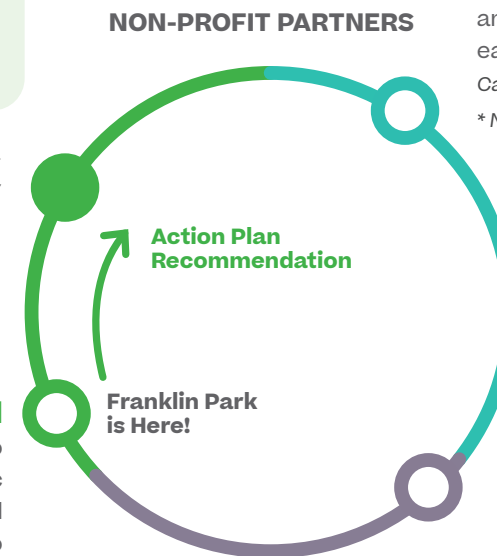 NON-PROFIT PARTNERS
Action Plan
Recommendation
Franklin Park
is Here!